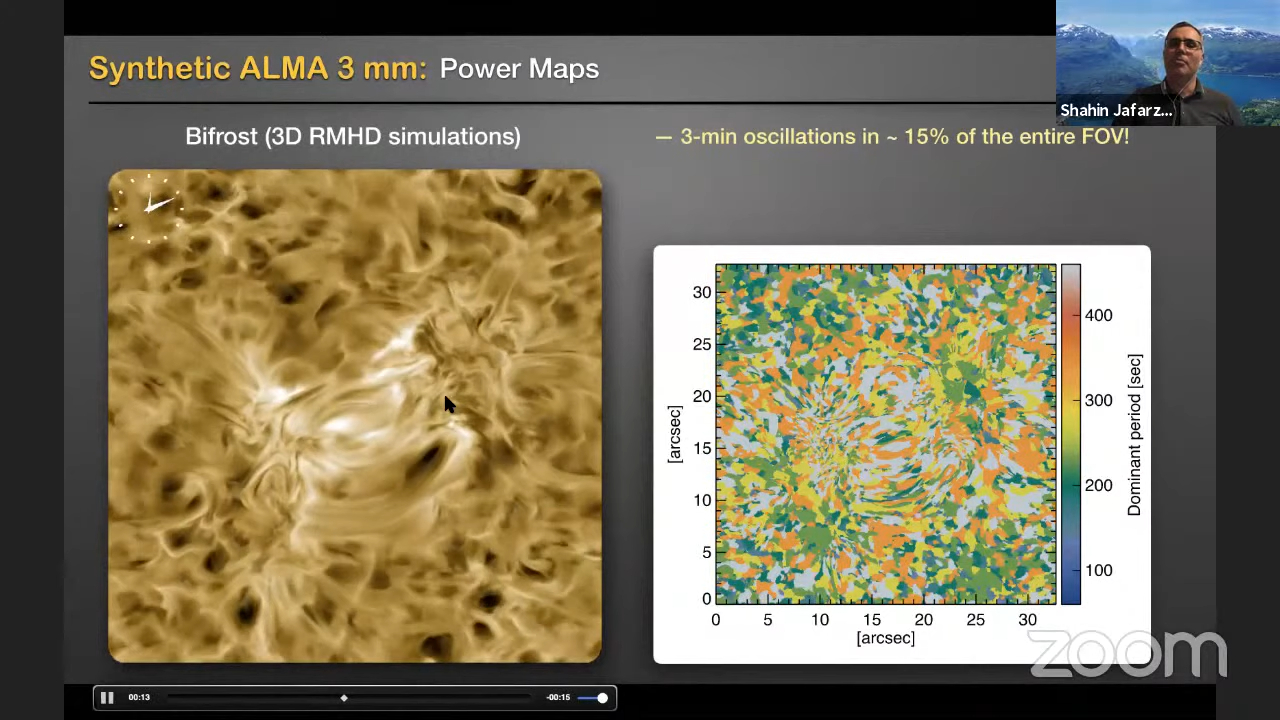 Synthetic ALMA 3 mm: Power Maps
Shahin Jafarz...
Bifrost (3D RMHD simulations)
— 3-min oscillations in ~ 15% of the entire FOV!
30
25
20
15
10
5
0
[arcsec]
0 5 10 15 20 25 30
[arcsec]
400
300
200
100
Dominant period [sec]
zoom
00:13
-00:15